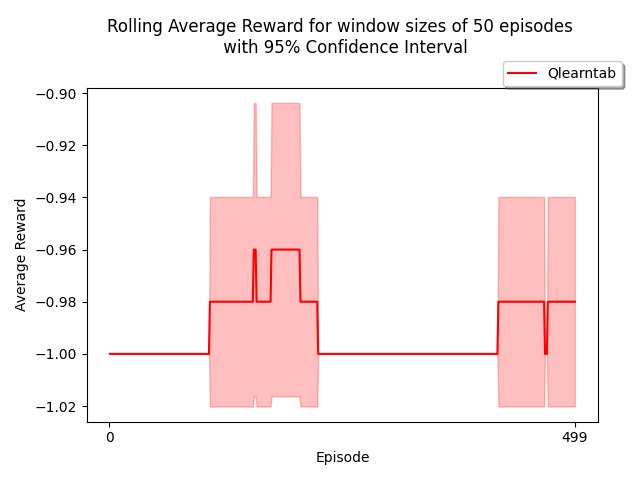 Rolling Average Reward for window sizes of 50 episodes
with 95% Confidence Interval
Qlearntab
−0.90
−0.92
−0.94
−0.96
−0.98
−1.00
−1.02
Average Reward
0
499
Episode